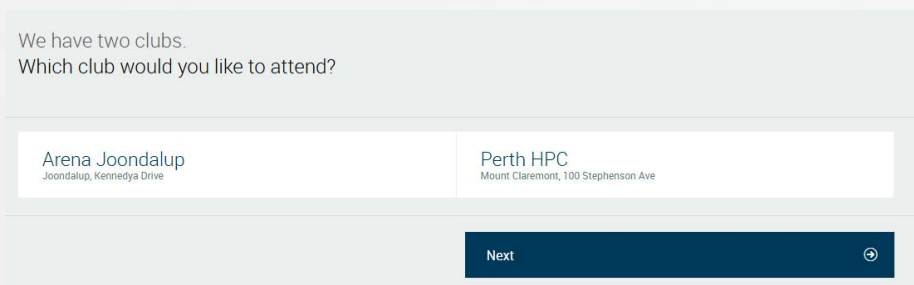 We have two clubs.
Which club would you like to attend?
Arena Joondalup
Joondalup, Kennedya Drive
Perth HPC
Mount Claremont, 100 Stephenson Ave
Next